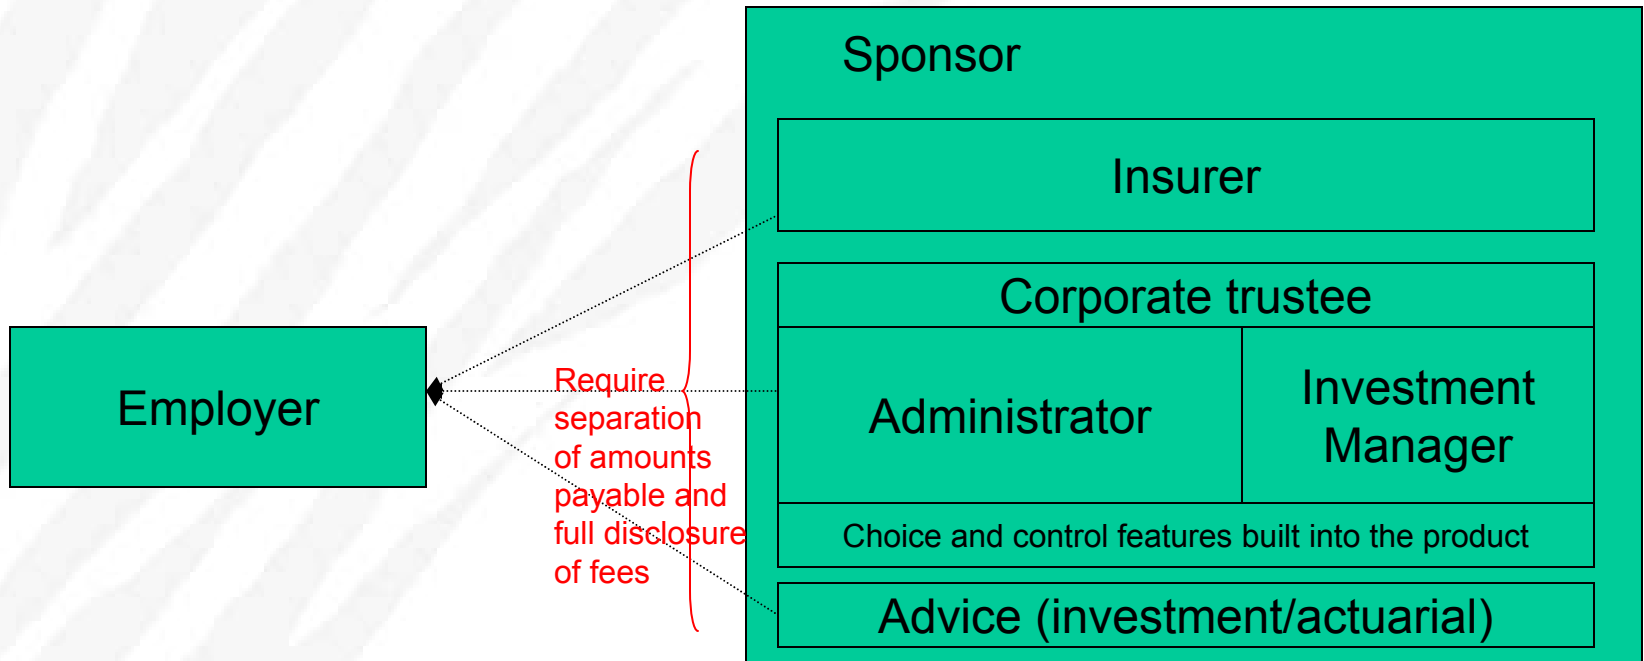 Sponsor
Insurer
Corporate trustee
Employer
Require
separation
of amounts
payable and
full disclosure
of fees
Administrator
Investment
Manager
Choice and control features built into the product
Advice (investment/actuarial)